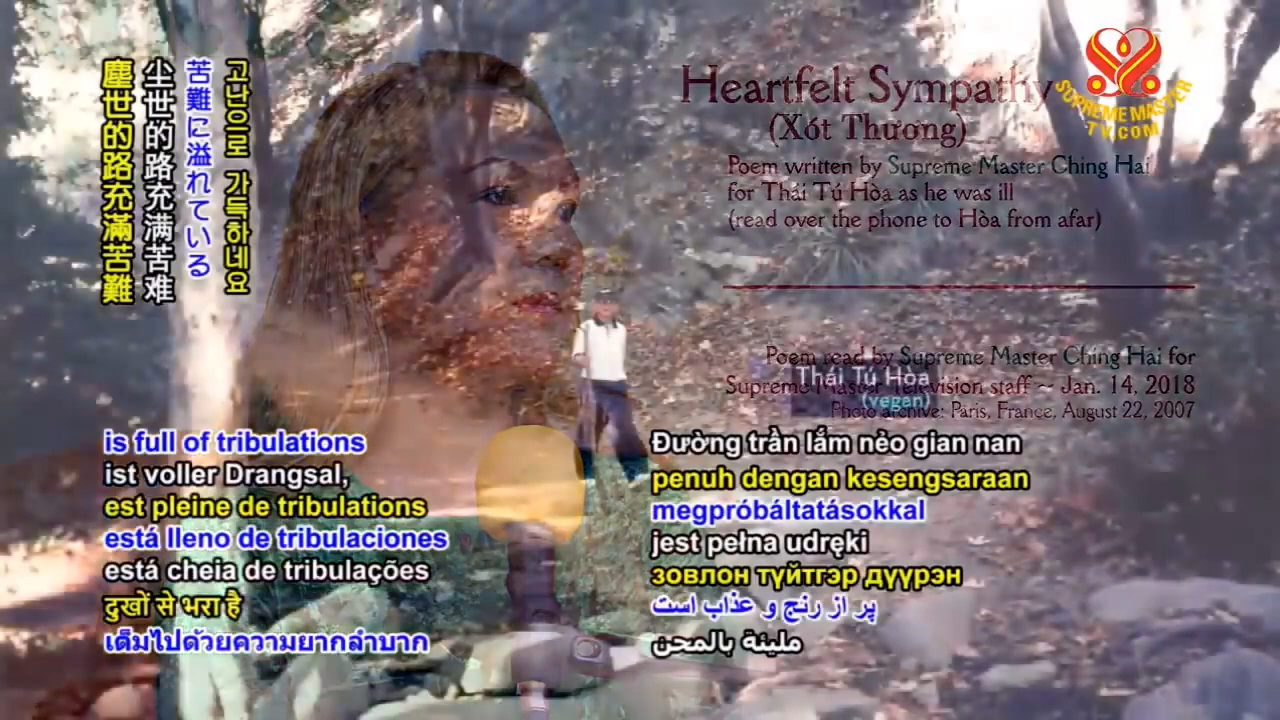 塵世的路充滿苦難
尘世的路充满苦难
苦難に溢れている
고난으로 가득하네요
Heartfelt Sympathy
(Xót Thương)
Poem written by Supreme Master Ching Hai
for Thái Tú Hòa as he was ill
(read over the phone to Hòa from afar)
SUPREME MASTER
TV.COM
Poem read by Supreme Master Ching Hai for
Supreme Master Television staff ~ Jan. 14, 2018
Photo archive: Paris, France, August 22, 2007
Thái Tú Hòa
(vegan)
is full of tribulations
ist voller Drangsal,
est pleine de tribulations
está lleno de tribulaciones
está cheia de tribulações
दुखों से भरा है
เต็มไปด้วยความยากลำบาก
Đường trần lắm nẻo gian nan
penuh dengan kesengsaraan
megpróbáltatásokkal
jest pełna udręki
зовлон түйтгэр дүүрэн
پر از رنج و عذاب است
مليئة بالمحن